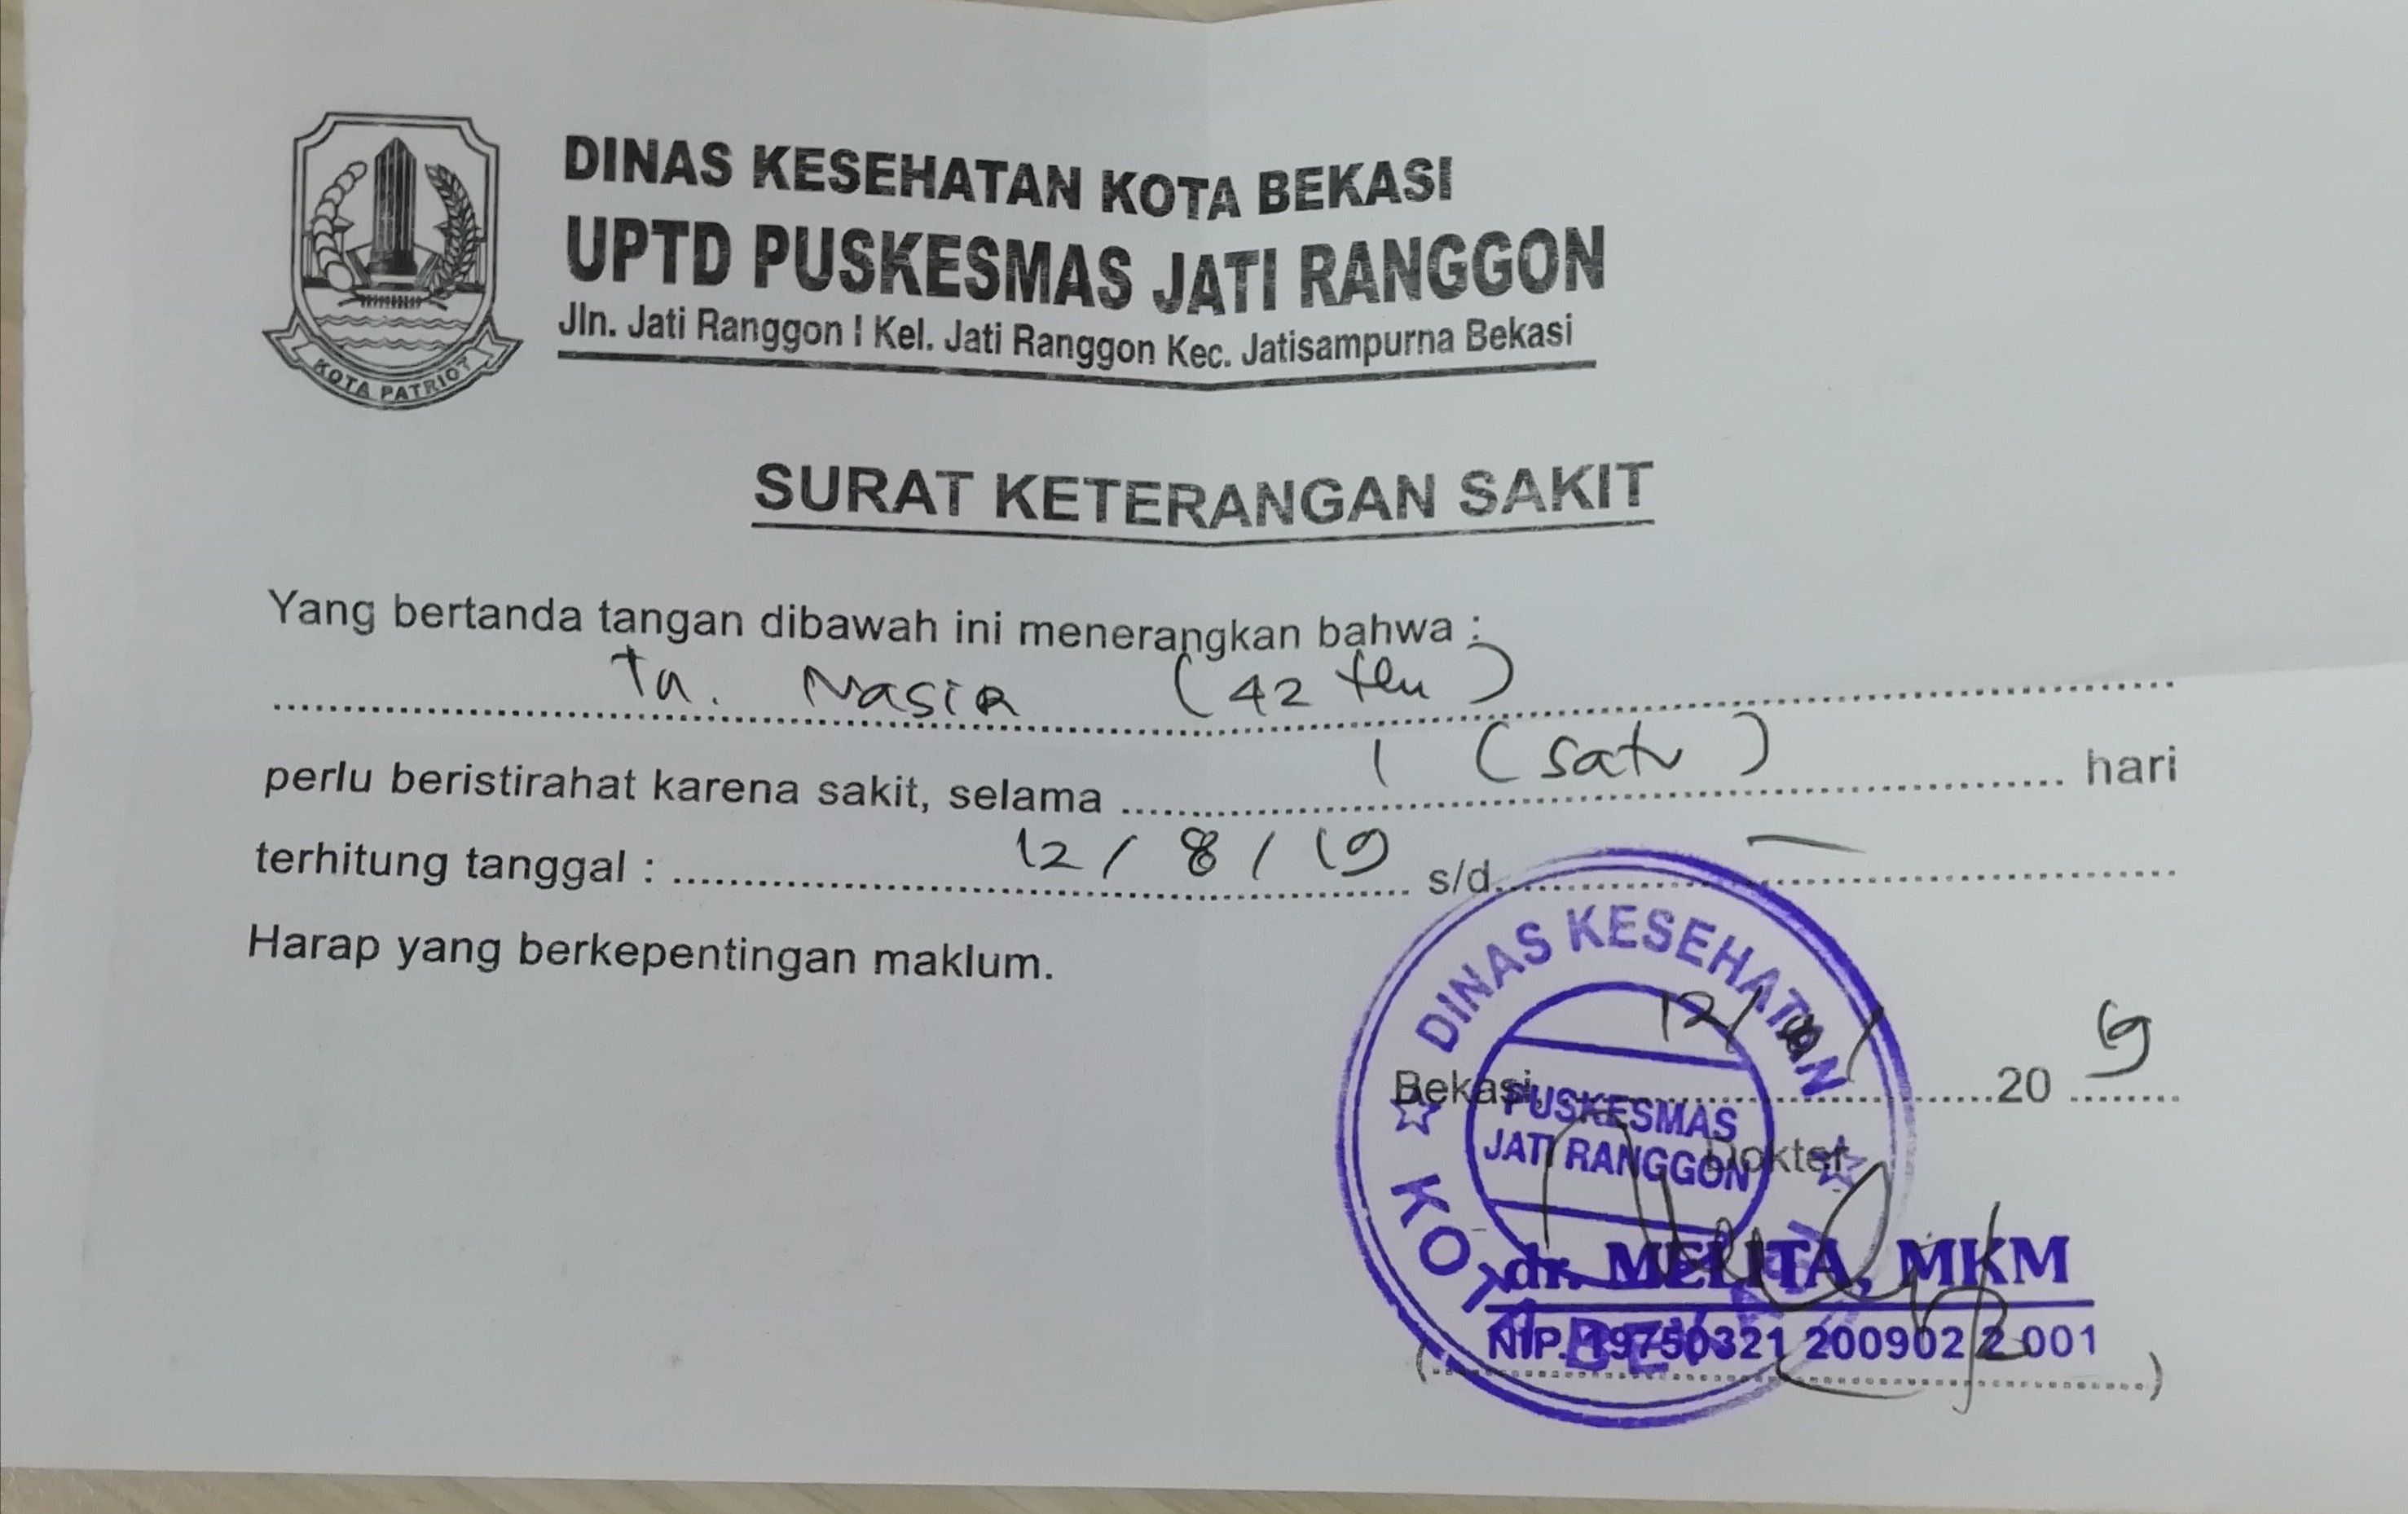 DINAS KESEHATAN KOTA BEKASI
UPTD PUSKESMAS JATI RANGGON
Jln. Jati Ranggon I Kel. Jati Ranggon Kec. Jatisampurna Bekasi
KOTA PATRIOT
SURAT KETERANGAN SAKIT
Yang bertanda tangan dibawah ini menerangkan bahwa :
Nasir (42 thn)
perlu beristirahat karena sakit, selama 1 (satu) hari
terhitung tanggal : 12/8/19 s/d. –
Harap yang berkepentingan maklum.
DINAS KESEHATAN
Bekasi, 12/ / 20 19
PUSKESMAS
JATI RANGGON
Dokter
KOTA BEKASI
dr. MELITA, MKM
NIP. 19750321 200902 2 001